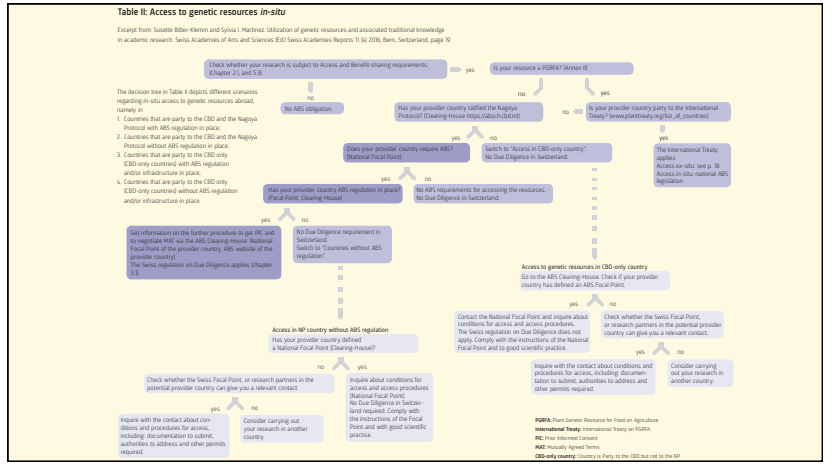 Table II: Access to genetic resources in-situ
Excerpt from: Susette Biber-Klemm and Sylvia I. Martinez. Utilization of genetic resources and associated traditional knowledge
in academic research. Swiss Academies of Arts and Sciences (Ed.) Swiss Academies Reports 11 (4) 2016, Bern, Switzerland, page 19
Check whether your research is subject to Access and Benefit-sharing requirements.
(Chapter 2.1, and 5.3).
yes
Is your resource a PGRFA? (Annex II)
The decision tree in Table II depicts different scenarios
regarding in-situ access to genetic resources abroad,
namely in
1. Countries that are party to the CBD and the Nagoya
Protocol with ABS regulation in place;
2. Countries that are party to the CBD and the Nagoya
Protocol without ABS regulation in place;
3. Countries that are party to the CBD only
(CBD-only countries) with ABS regulation
and/or infrastructure in place;
4. Countries that are party to the CBD only
(CBD-only countries) without ABS regulation
and/or infrastructure in place.
no
No ABS obligation.
no
yes
Has your provider country ratified the Nagoya
Protocol? (Clearing-House https://absch.cbd.int)
no
Is your provider country party to the International
Treaty? (www.planttreaty.org/list_of_countries)
yes
no
yes
Does your provider country require ABS?
(National Focal Point)
Switch to "Access in CBD-only country".
No Due Diligence in Switzerland.
The International Treaty
applies:
Access ex-situ: see p. 18
Access in-situ: national ABS
legislation
yes
no
Has your provider country ABS regulation in place?
(Focal Point; Clearing-House)
No ABS requirements for accessing the resources.
No Due Diligence in Switzerland.
yes
no
Get information on the further procedure to get PIC and
to negotiate MAT via the ABS Clearing-House: (National
Focal Point of the provider country; ABS website of the
provider country).
The Swiss regulation on Due Diligence applies (chapter
3.1).
No Due Diligence requirement in
Switzerland.
Switch to "Countries without ABS
regulation".
Access to genetic resources in CBD-only country
Go to the ABS Clearing-House. Check if your provider
country has defined an ABS Focal Point.
yes
no
Contact the National Focal Point and inquire about
conditions for access and access procedures.
The Swiss regulation on Due Diligence does not
apply. Comply with the instructions of the National
Focal Point and to good scientific practice.
Check whether the Swiss Focal Point,
or research partners in the potential provider
country can give you a relevant contact.
yes
no
Inquire with the contact about conditions and
procedures for access, including: documen-
tation to submit, authorities to address and
other permits required.
Consider carrying
out your research in
another country.
Access in NP country without ABS regulation
Has your provider country defined
a National Focal Point (Clearing-House)?
no
yes
Check whether the Swiss Focal Point, or research partners in the
potential provider country can give you a relevant contact.
Inquire about conditions for
access and access procedures
(National Focal Point).
No Due Diligence in Switzer-
land required. Comply with
the instructions of the Focal
Point and with good scientific
practice.
yes
no
Inquire with the contact about con-
ditions and procedures for access,
including: documentation to submit,
authorities to address and other permits
required.
Consider carrying out
your research in another
country.
PGRFA: Plant Genetic Resource for Food an Agriculture
International Treaty: International Treaty on PGRFA
PIC: Prior Informed Consent
MAT: Mutually Agreed Terms
CBD-only country: Country is Party to the CBD but not to the NP